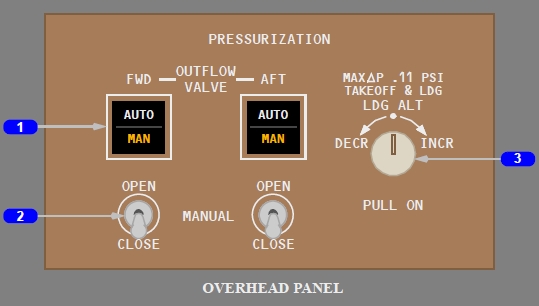 PRESSURIZATION
FWD OUTFLOW VALVE AFT
MAX∆P .11 PSI
TAKEOFF & LDG
LDG ALT
AUTO AUTO
1
MAN MAN
DECR INCR
3
OPEN OPEN
PULL ON
2
MANUAL
CLOSE CLOSE
OVERHEAD PANEL